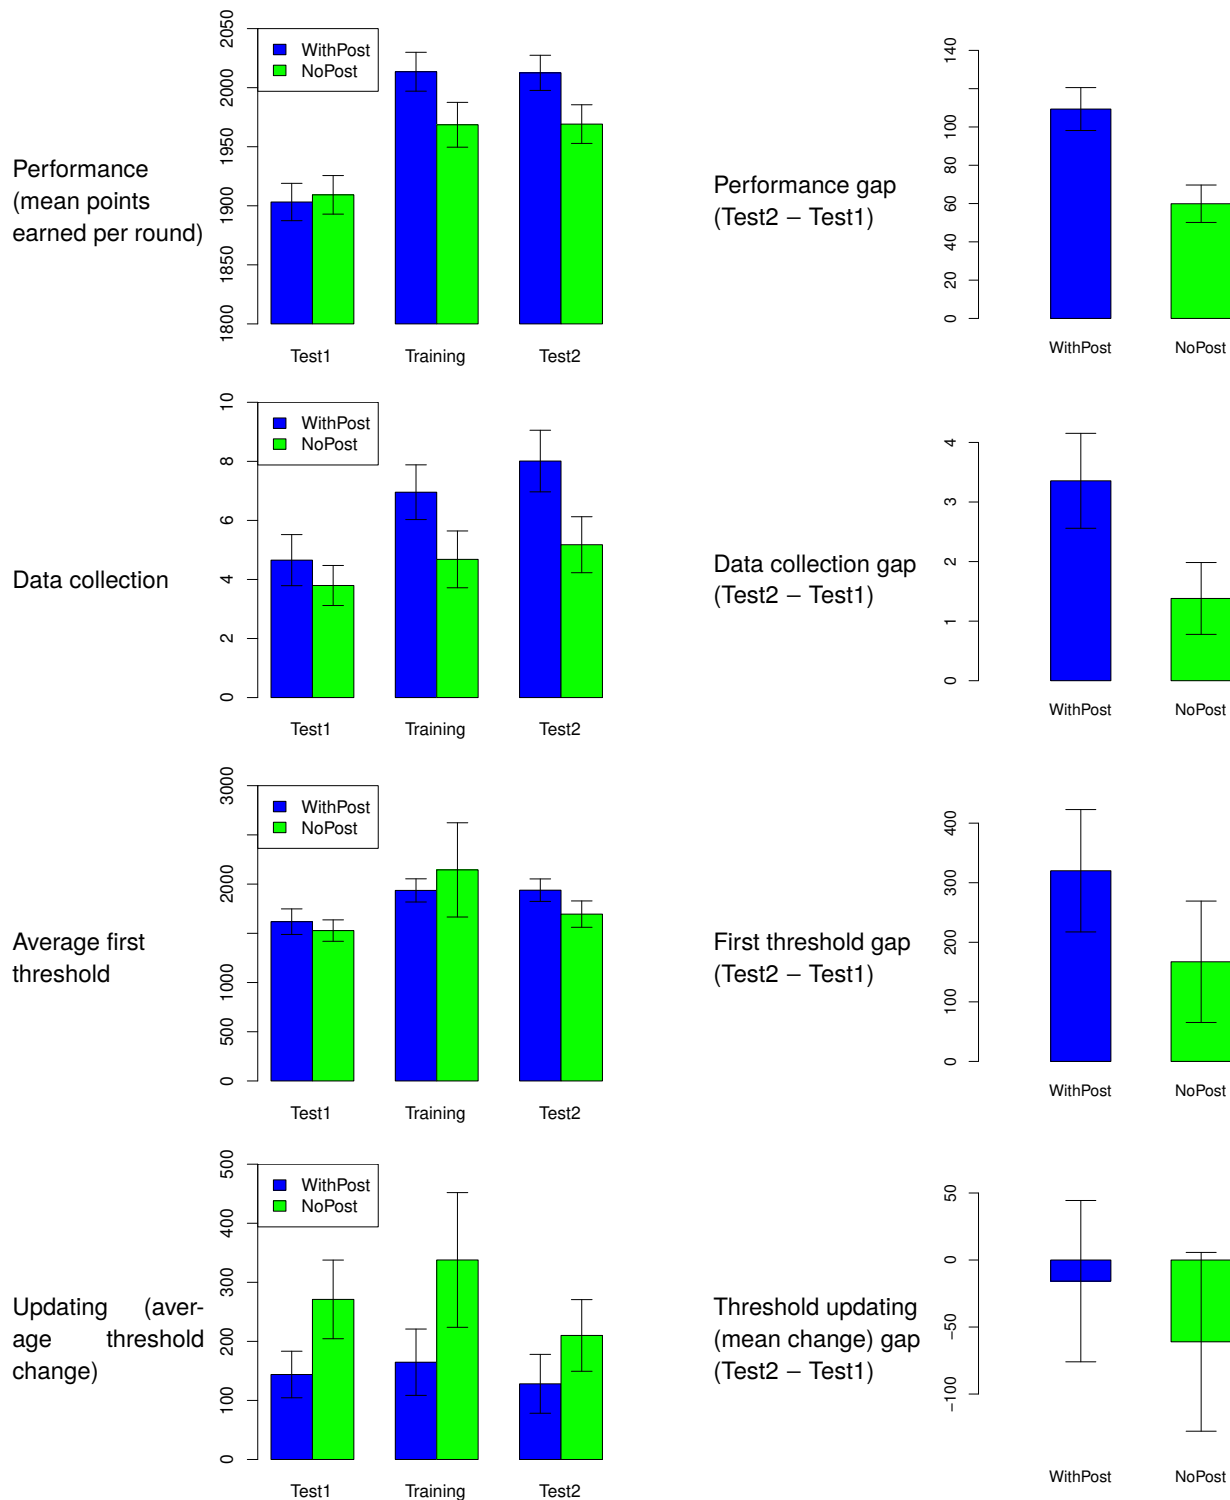 Performance
(mean points
earned per round)
1800 1850 1900 1950 2000 2050
WithPost
NoPost
Test1 Training Test2
Performance gap
(Test2 − Test1)
0 20 40 60 80 100 140
WithPost NoPost
Data collection
0 2 4 6 8 10
WithPost
NoPost
Test1 Training Test2
Data collection gap
(Test2 − Test1)
0 1 2 3 4
WithPost NoPost
Average first
threshold
0 500 1000 2000 3000
WithPost
NoPost
Test1 Training Test2
First threshold gap
(Test2 − Test1)
0 100 200 300 400
WithPost NoPost
Updating (aver-
age threshold
change)
0 100 200 300 400 500
WithPost
NoPost
Test1 Training Test2
Threshold updating
(mean change) gap
(Test2 − Test1)
−100 −50 0 50
WithPost NoPost